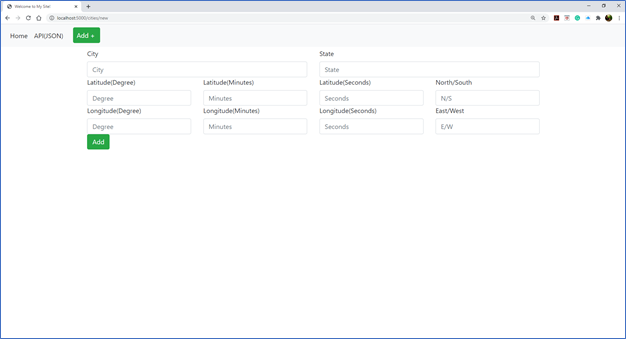 Welcome to My Site!
localhost:5000/cities/new
Home API(JSON) Add +
City State
City State
Latitude(Degree) Latitude(Minutes) Latitude(Seconds) North/South
Degree Minutes Seconds N/S
Longitude(Degree) Longitude(Minutes) Longitude(Seconds) East/West
Degree Minutes Seconds E/W
Add